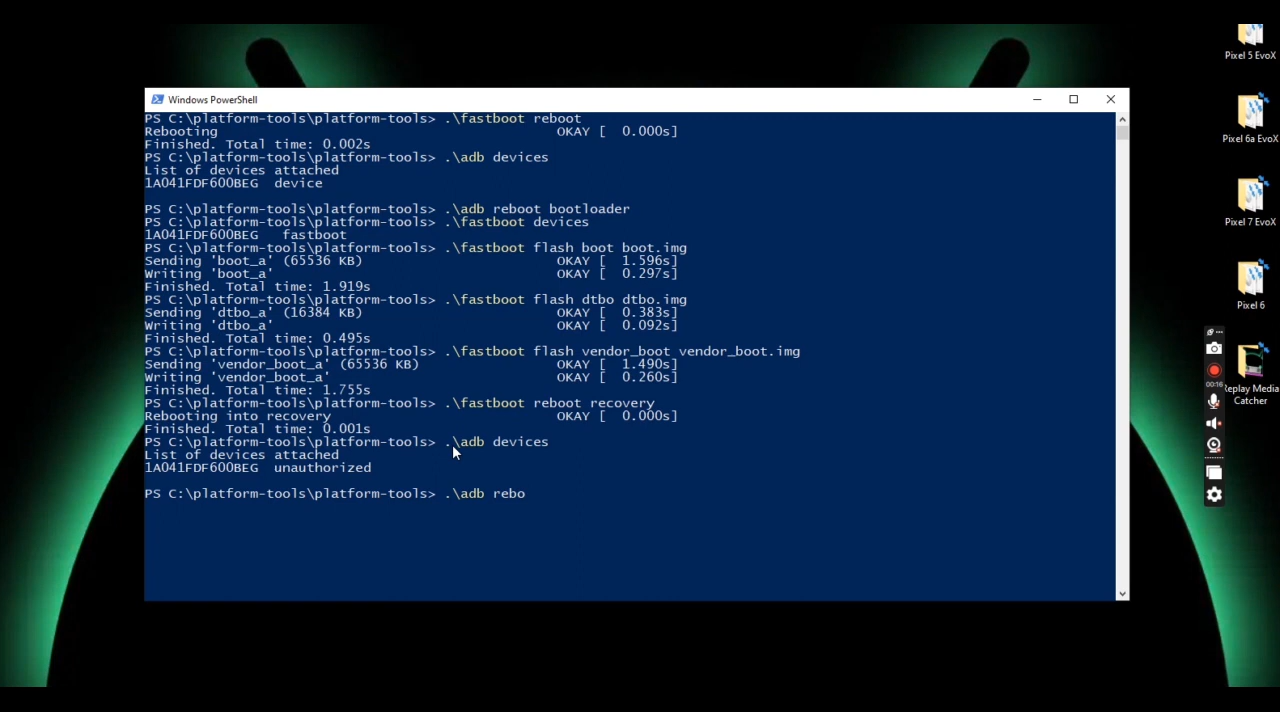 Windows PowerShell
PS C:\platform-tools\platform-tools> .\fastboot reboot
Rebooting OKAY [ 0.000s]
Finished. Total time: 0.002s
PS C:\platform-tools\platform-tools> .\adb devices
List of devices attached
1A041FDF600BEG device
PS C:\platform-tools\platform-tools> .\adb reboot bootloader
PS C:\platform-tools\platform-tools> .\fastboot devices
1A041FDF600BEG fastboot
PS C:\platform-tools\platform-tools> .\fastboot flash boot boot.img
Sending 'boot_a' (65536 KB) OKAY [ 1.596s]
Writing 'boot_a' OKAY [ 0.297s]
Finished. Total time: 1.919s
PS C:\platform-tools\platform-tools> .\fastboot flash dtbo dtbo.img
Sending 'dtbo_a' (16384 KB) OKAY [ 0.383s]
Writing 'dtbo_a' OKAY [ 0.092s]
Finished. Total time: 0.495s
PS C:\platform-tools\platform-tools> .\fastboot flash vendor_boot vendor_boot.img
Sending 'vendor_boot_a' (65536 KB) OKAY [ 1.490s]
Writing 'vendor_boot_a' OKAY [ 0.260s]
Finished. Total time: 1.755s
PS C:\platform-tools\platform-tools> .\fastboot reboot recovery
Rebooting into recovery OKAY [ 0.000s]
Finished. Total time: 0.001s
PS C:\platform-tools\platform-tools> .\adb devices
List of devices attached
1A041FDF600BEG unauthorized
PS C:\platform-tools\platform-tools> .\adb rebo
Pixel 5 EvoX
Pixel 6a EvoX
Pixel 7 EvoX
Pixel 6
00:16
Replay Media
Catcher